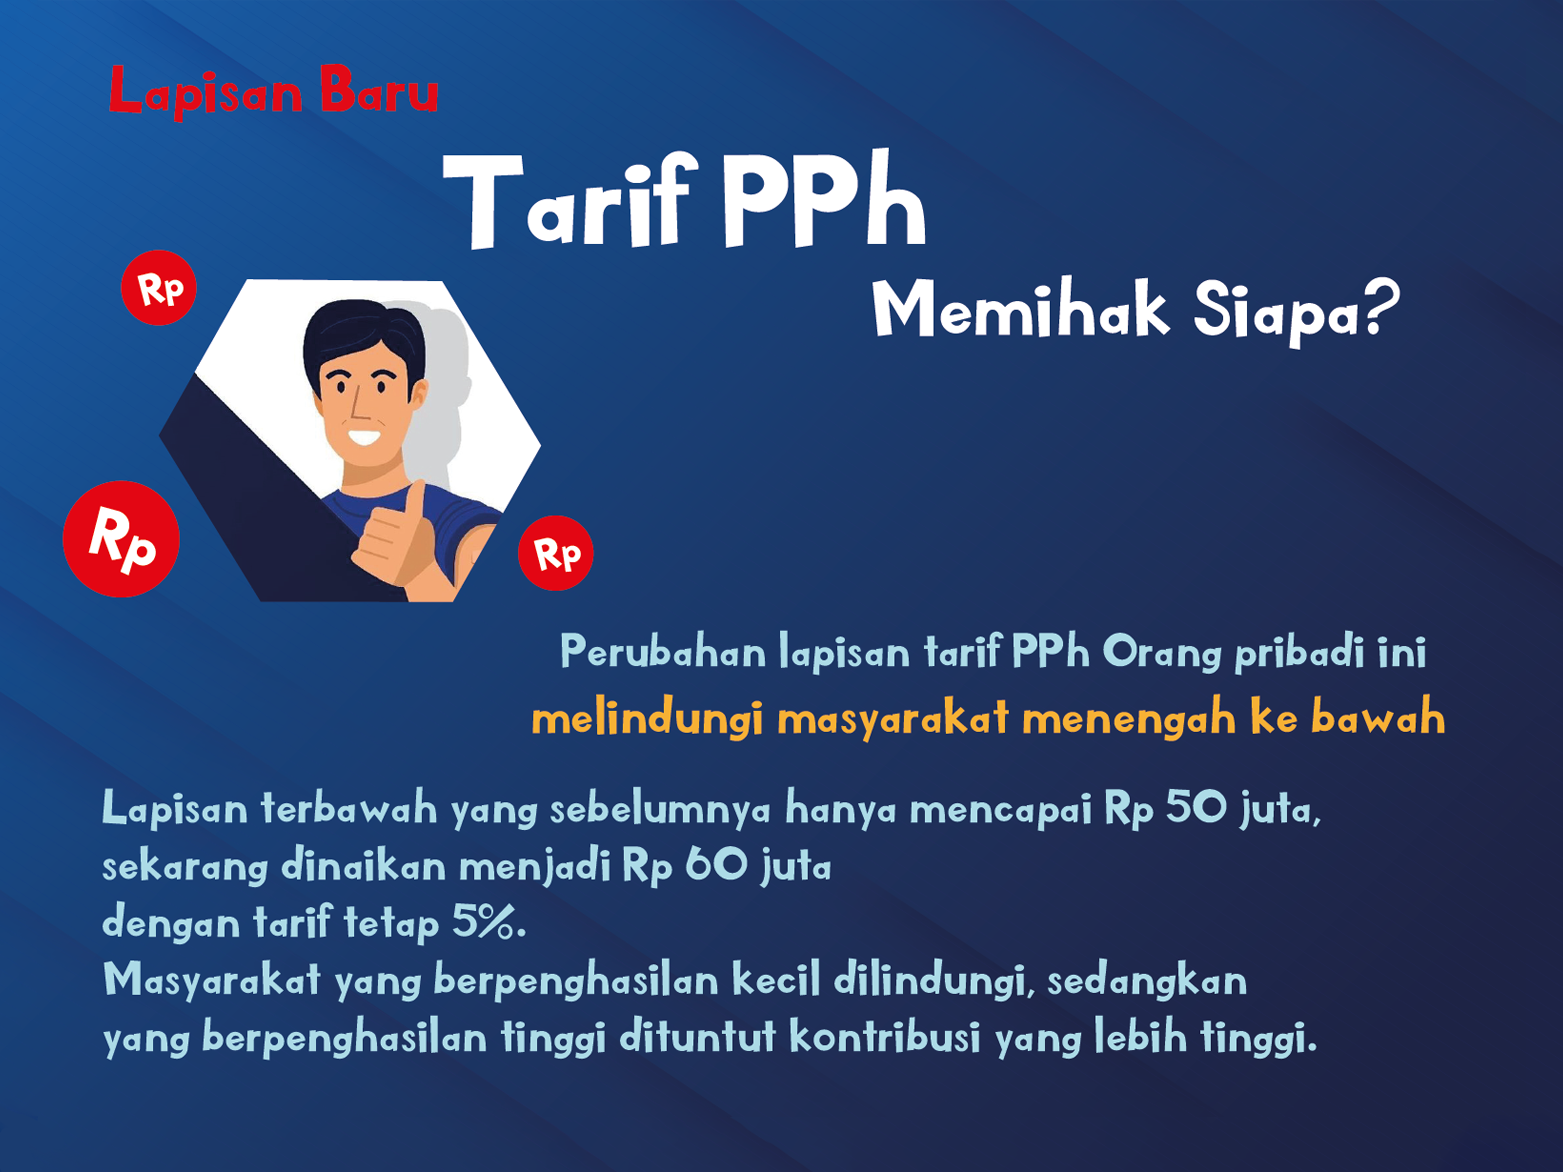 Lapisan Baru
Tarif PPh
Memihak Siapa?
Rp
Rp
Rp
Perubahan lapisan tarif PPh Orang pribadi ini
melindungi masyarakat menengah ke bawah
Lapisan terbawah yang sebelumnya hanya mencapai Rp 50 juta,
sekarang dinaikan menjadi Rp 60 juta
dengan tarif tetap 5%.
Masyarakat yang berpenghasilan kecil dilindungi, sedangkan
yang berpenghasilan tinggi dituntut kontribusi yang lebih tinggi.